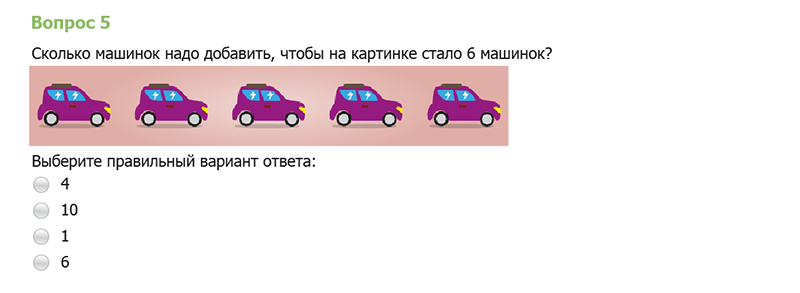 Вопрос 5
Сколько машинок надо добавить, чтобы на картинке стало 6 машинок?
Выберите правильный вариант ответа:
4
10
1
6